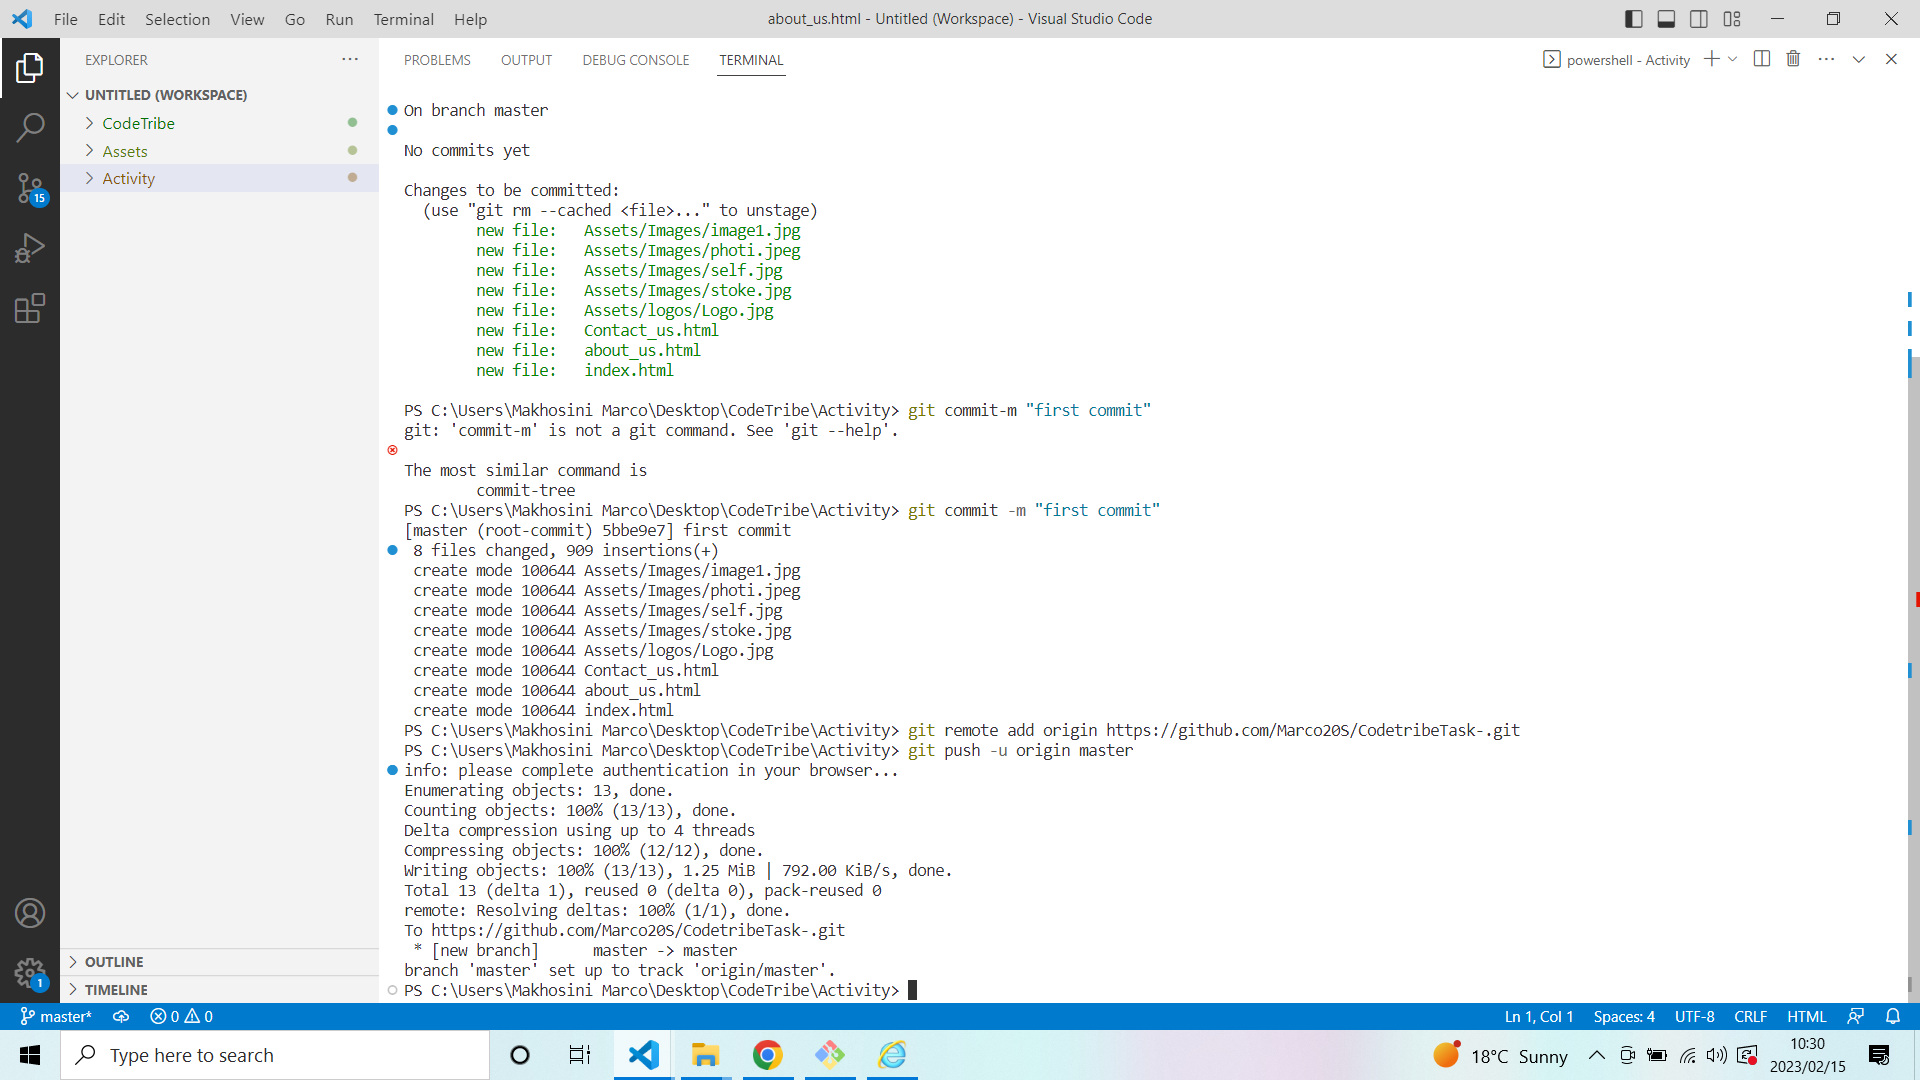 File Edit Selection View Go Run Terminal Help
about_us.html - Untitled (Workspace) - Visual Studio Code
EXPLORER
UNTITLED (WORKSPACE)
CodeTribe
Assets
Activity
15
OUTLINE
TIMELINE
1
PROBLEMS OUTPUT DEBUG CONSOLE TERMINAL
powershell - Activity
On branch master
No commits yet
Changes to be committed:
(use "git rm --cached <file>..." to unstage)
new file: Assets/Images/image1.jpg
new file: Assets/Images/photi.jpeg
new file: Assets/Images/self.jpg
new file: Assets/Images/stoke.jpg
new file: Assets/logos/Logo.jpg
new file: Contact_us.html
new file: about_us.html
new file: index.html
PS C:\Users\Makhosini Marco\Desktop\CodeTribe\Activity> git commit-m "first commit"
git: 'commit-m' is not a git command. See 'git --help'.
The most similar command is
commit-tree
PS C:\Users\Makhosini Marco\Desktop\CodeTribe\Activity> git commit -m "first commit"
[master (root-commit) 5bbe9e7] first commit
8 files changed, 909 insertions(+)
create mode 100644 Assets/Images/image1.jpg
create mode 100644 Assets/Images/photi.jpeg
create mode 100644 Assets/Images/self.jpg
create mode 100644 Assets/Images/stoke.jpg
create mode 100644 Assets/logos/Logo.jpg
create mode 100644 Contact_us.html
create mode 100644 about_us.html
create mode 100644 index.html
PS C:\Users\Makhosini Marco\Desktop\CodeTribe\Activity> git remote add origin https://github.com/Marco20S/CodetribeTask-.git
PS C:\Users\Makhosini Marco\Desktop\CodeTribe\Activity> git push -u origin master
info: please complete authentication in your browser...
Enumerating objects: 13, done.
Counting objects: 100% (13/13), done.
Delta compression using up to 4 threads
Compressing objects: 100% (12/12), done.
Writing objects: 100% (13/13), 1.25 MiB | 792.00 KiB/s, done.
Total 13 (delta 1), reused 0 (delta 0), pack-reused 0
remote: Resolving deltas: 100% (1/1), done.
To https://github.com/Marco20S/CodetribeTask-.git
* [new branch] master -> master
branch 'master' set up to track 'origin/master'.
PS C:\Users\Makhosini Marco\Desktop\CodeTribe\Activity>
master* 0 0
Ln 1, Col 1 Spaces: 4 UTF-8 CRLF HTML
Type here to search
18°C Sunny
10:30
2023/02/15